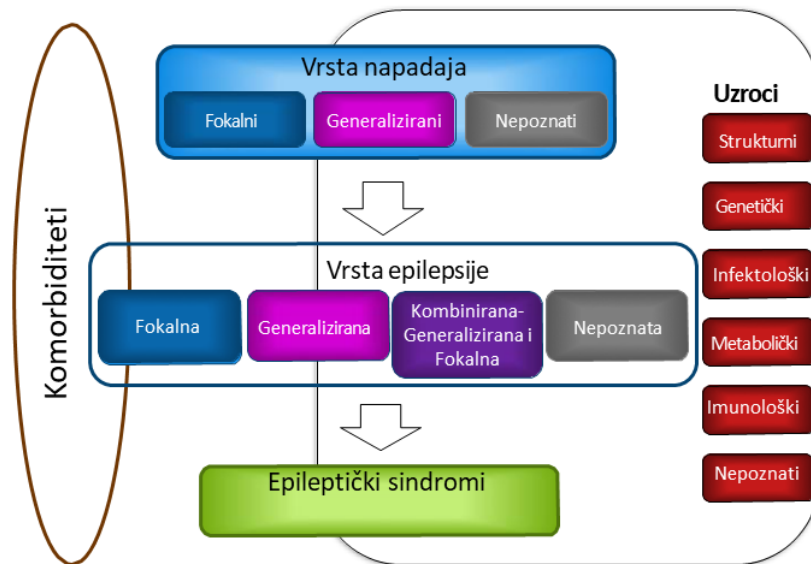 Vrsta napadaja
Fokalni
Generalizirani
Nepoznati
Komorbiditeti
Vrsta epilepsije
Fokalna
Generalizirana
Kombinirana-
Generalizirana i
Fokalna
Nepoznata
Epileptički sindromi
Uzroci
Strukturni
Genetički
Infektološki
Metabolički
Imunološki
Nepoznati